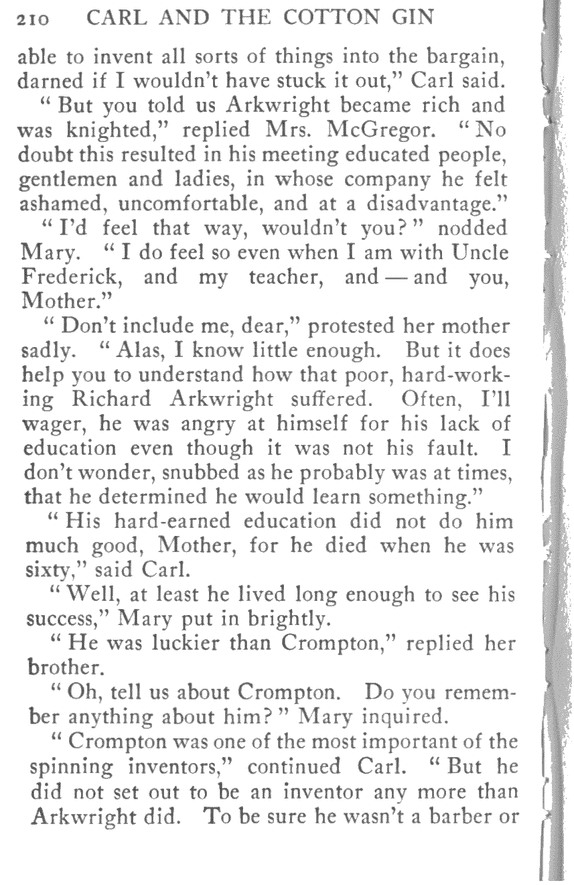 210 CARL AND THE COTTON GIN
able to invent all sorts of things into the bargain,
darned if I wouldn't have stuck it out,” Carl said.
“ But you told us Arkwright became rich and
was knighted,” replied Mrs. McGregor. “ No
doubt this resulted in his meeting educated people,
gentlemen and ladies, in whose company he felt
ashamed, uncomfortable, and at a disadvantage.”
“ I'd feel that way, wouldn't you? ” nodded
Mary. “ I do feel so even when I am with Uncle
Frederick, and my teacher, and — and you,
Mother.”
“ Don't include me, dear,” protested her mother
sadly. “ Alas, I know little enough. But it does
help you to understand how that poor, hard-work-
ing Richard Arkwright suffered. Often, I'll
wager, he was angry at himself for his lack of
education even though it was not his fault. I
don't wonder, snubbed as he probably was at times,
that he determined he would learn something.”
“ His hard-earned education did not do him
much good, Mother, for he died when he was
sixty,” said Carl.
“ Well, at least he lived long enough to see his
success,” Mary put in brightly.
“ He was luckier than Crompton,” replied her
brother.
“ Oh, tell us about Crompton. Do you remem-
ber anything about him? ” Mary inquired.
“ Crompton was one of the most important of the
spinning inventors,” continued Carl. “ But he
did not set out to be an inventor any more than
Arkwright did. To be sure he wasn't a barber or